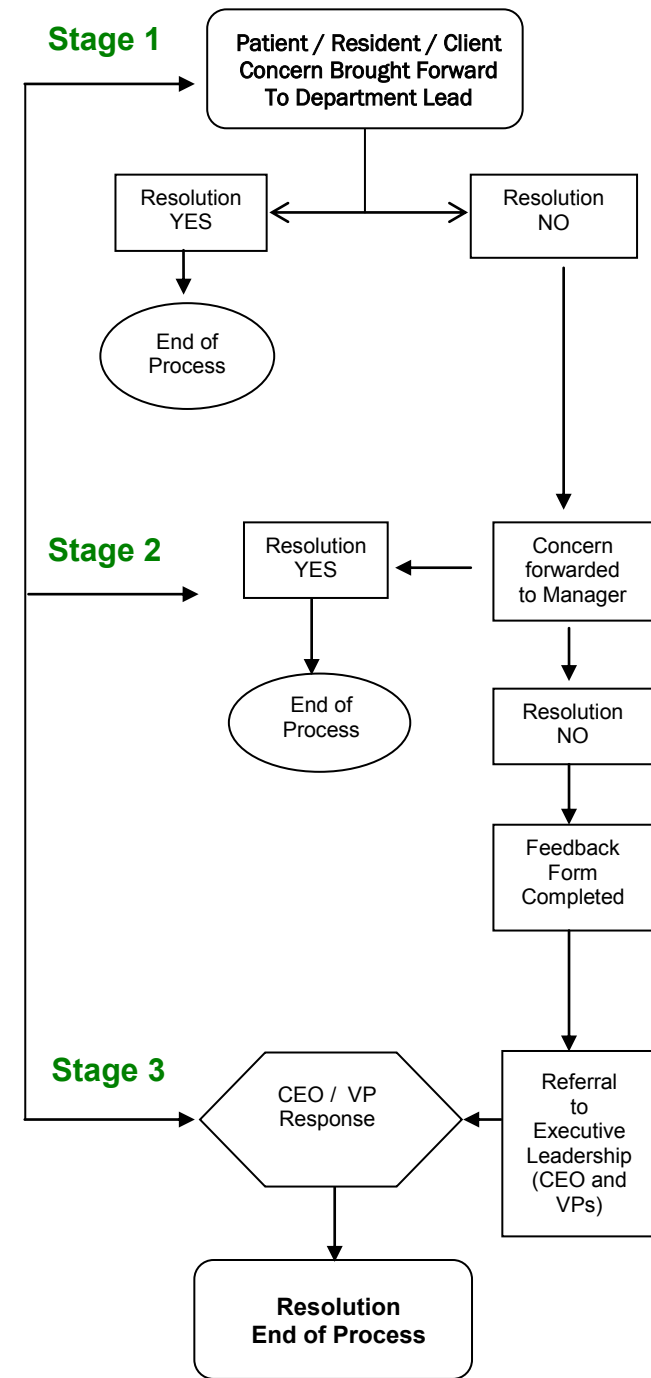 Stage 1
Patient / Resident / Client
Concern Brought Forward
To Department Lead
Resolution
YES
Resolution
NO
End of
Process
Stage 2
Resolution
YES
Concern
forwarded
to Manager
End of
Process
Resolution
NO
Feedback
Form
Completed
Stage 3
CEO / VP
Response
Referral
to
Executive
Leadership
(CEO and
VPs)
Resolution
End of Process